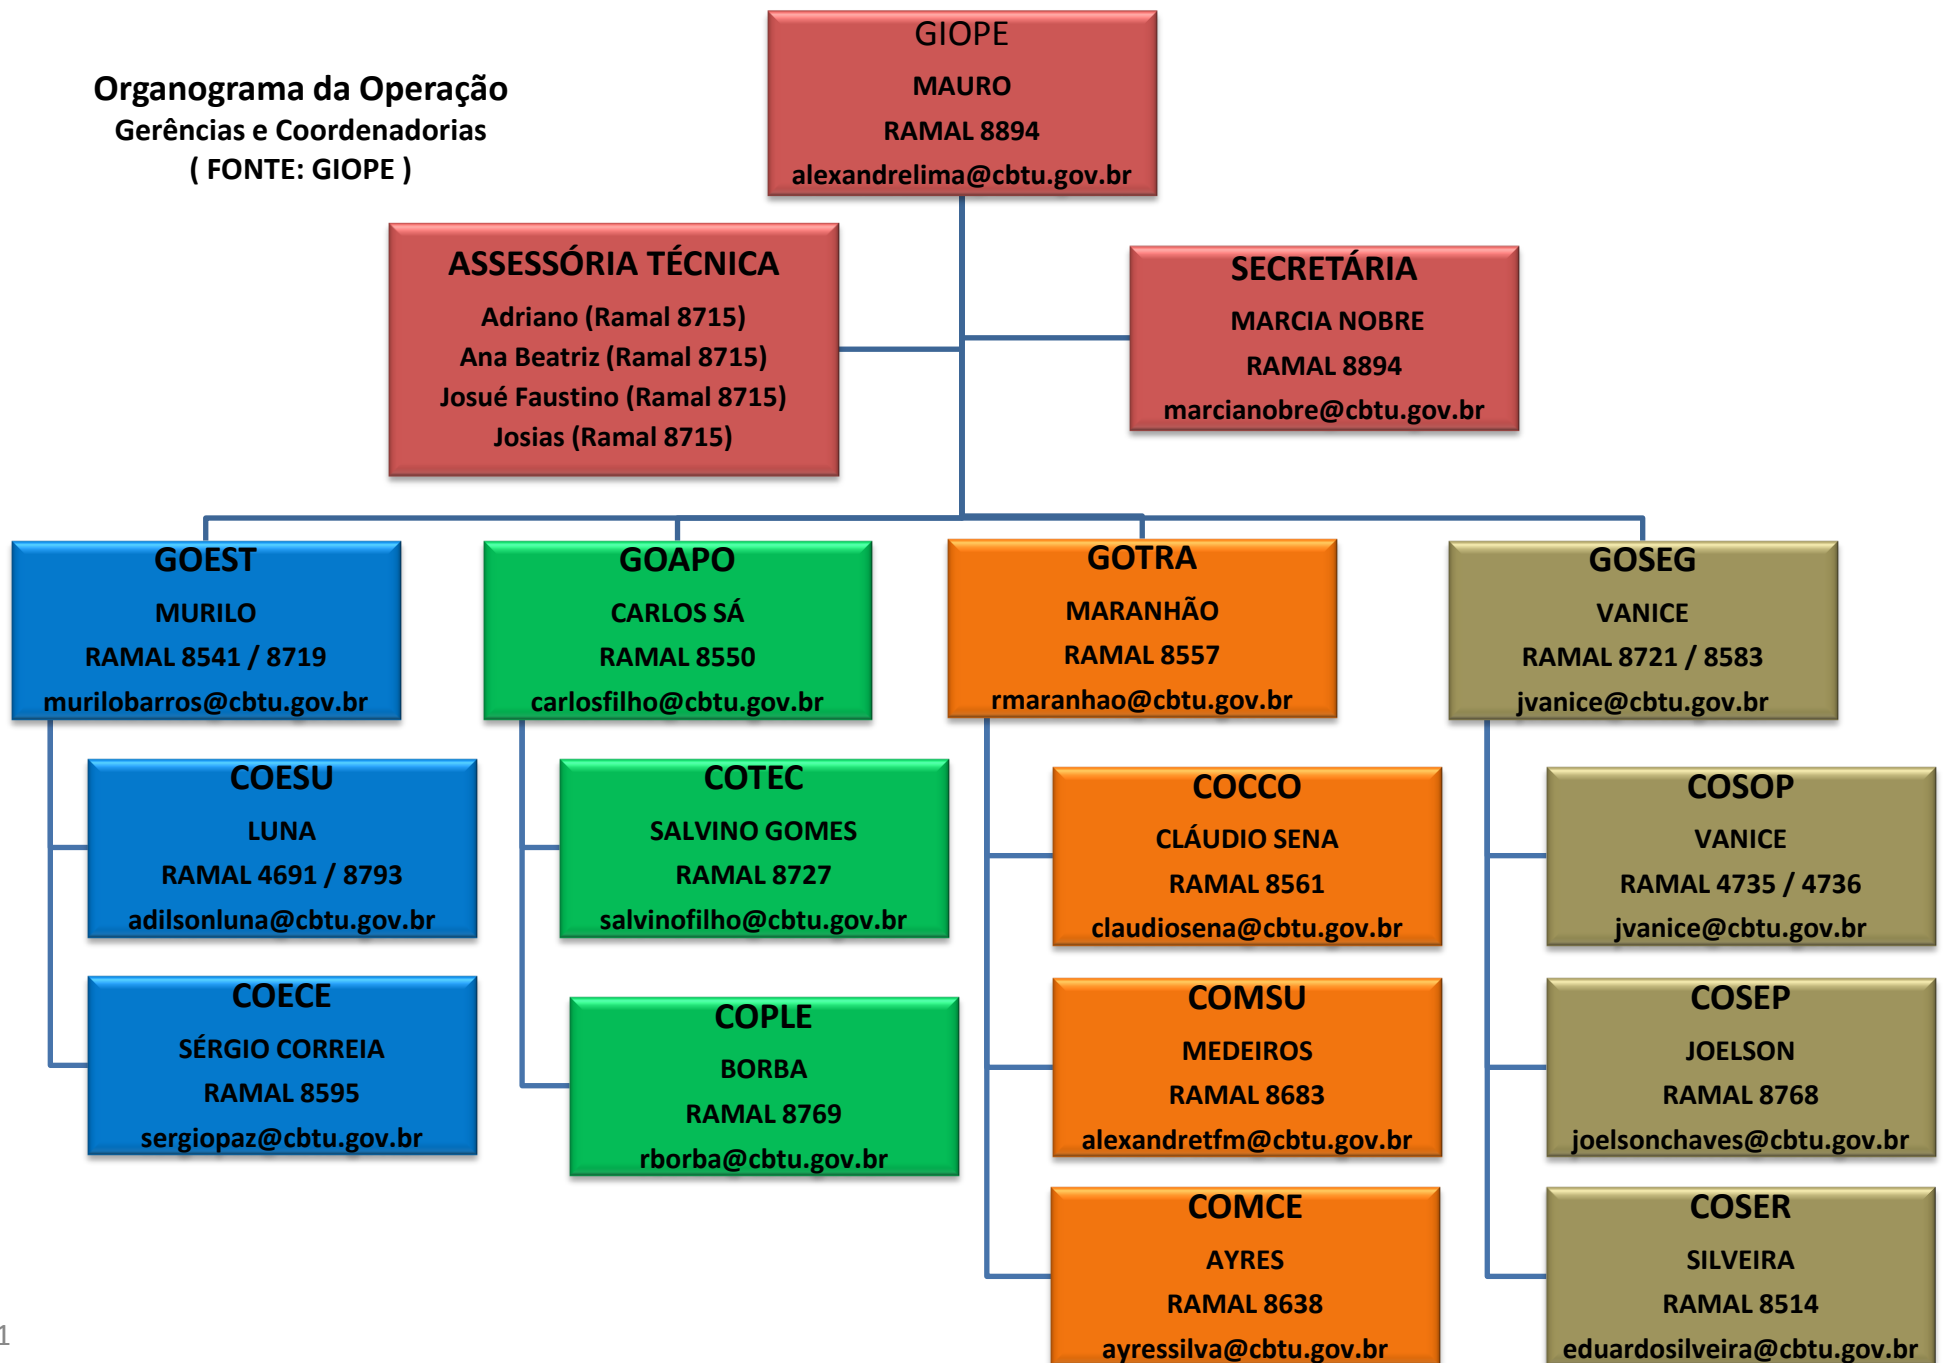 Organograma da Operação
Gerências e Coordenadorias
( FONTE: GIOPE )
GIOPE
MAURO
RAMAL 8894
alexandrelima@cbtu.gov.br
ASSESSÓRIA TÉCNICA
Adriano (Ramal 8715)
Ana Beatriz (Ramal 8715)
Josué Faustino (Ramal 8715)
Josias (Ramal 8715)
SECRETÁRIA
MARCIA NOBRE
RAMAL 8894
marcianobre@cbtu.gov.br
GOEST
MURILO
RAMAL 8541 / 8719
murilobarros@cbtu.gov.br
COESU
LUNA
RAMAL 4691 / 8793
adilsonluna@cbtu.gov.br
COECE
SÉRGIO CORREIA
RAMAL 8595
sergiopaz@cbtu.gov.br
GOAPO
CARLOS SÁ
RAMAL 8550
carlosfilho@cbtu.gov.br
COTEC
SALVINO GOMES
RAMAL 8727
salvinofilho@cbtu.gov.br
COPLE
BORBA
RAMAL 8769
rborba@cbtu.gov.br
GOTRA
MARANHÃO
RAMAL 8557
rmaranhao@cbtu.gov.br
COCCO
CLÁUDIO SENA
RAMAL 8561
claudiosena@cbtu.gov.br
COMSU
MEDEIROS
RAMAL 8683
alexandretfm@cbtu.gov.br
COMCE
AYRES
RAMAL 8638
ayressilva@cbtu.gov.br
GOSEG
VANICE
RAMAL 8721 / 8583
jvanice@cbtu.gov.br
COSOP
VANICE
RAMAL 4735 / 4736
jvanice@cbtu.gov.br
COSEP
JOELSON
RAMAL 8768
joelsonchaves@cbtu.gov.br
COSER
SILVEIRA
RAMAL 8514
eduardosilveira@cbtu.gov.br
1